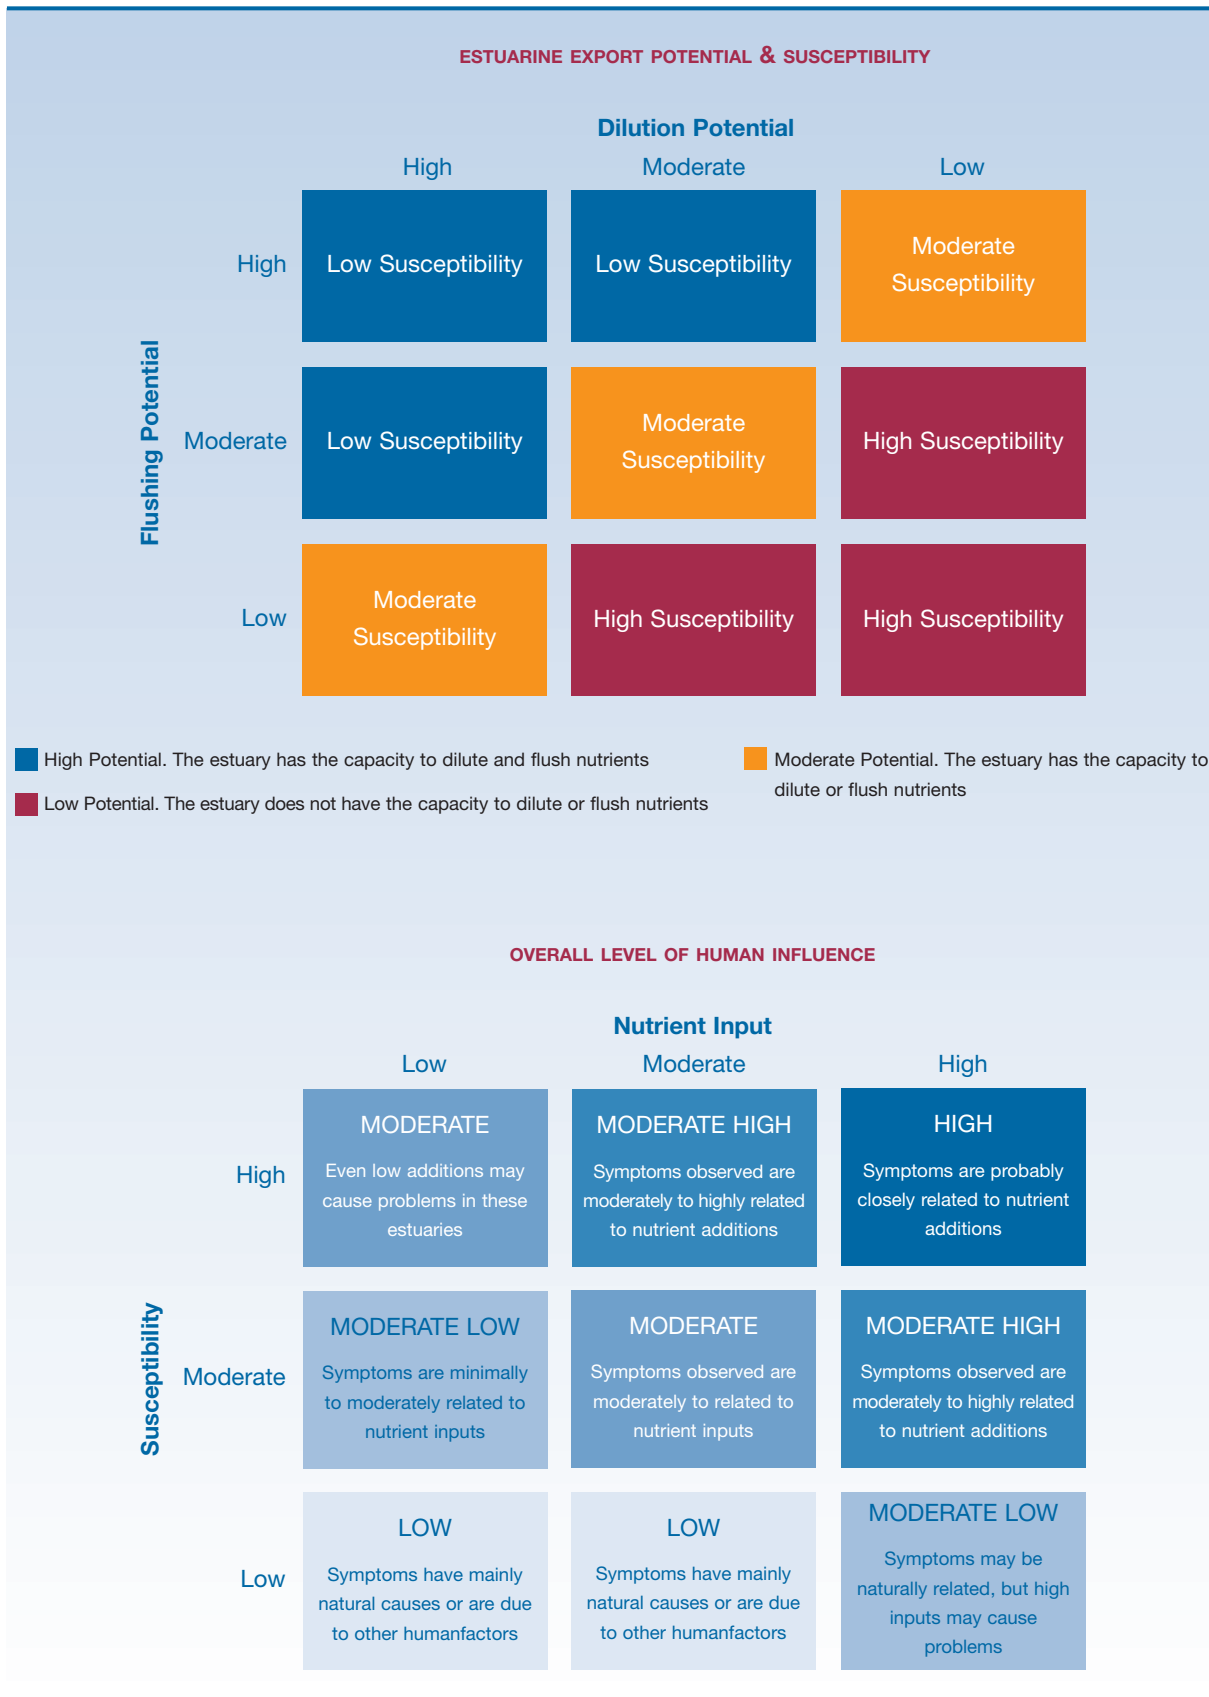 ESTUARINE EXPORT POTENTIAL & SUSCEPTIBILITY
Dilution Potential
High Moderate Low
Flushing Potential
High
Low Susceptibility
Low Susceptibility
Moderate
Susceptibility
Moderate
Low Susceptibility
Moderate
Susceptibility
High Susceptibility
Low
Moderate
Susceptibility
High Susceptibility
High Susceptibility
High Potential. The estuary has the capacity to dilute and flush nutrients
Low Potential. The estuary does not have the capacity to dilute or flush nutrients
Moderate Potential. The estuary has the capacity to
dilute or flush nutrients
OVERALL LEVEL OF HUMAN INFLUENCE
Nutrient Input
Low Moderate High
Susceptibility
High
MODERATE
Even low additions may
cause problems in these
estuaries
MODERATE HIGH
Symptoms observed are
moderately to highly related
to nutrient additions
HIGH
Symptoms are probably
closely related to nutrient
additions
Moderate
MODERATE LOW
Symptoms are minimally
to moderately related to
nutrient inputs
MODERATE
Symptoms observed are
moderately to related to
nutrient inputs
MODERATE HIGH
Symptoms observed are
moderately to highly related
to nutrient additions
Low
LOW
Symptoms have mainly
natural causes or are due
to other humanfactors
LOW
Symptoms have mainly
natural causes or are due
to other humanfactors
MODERATE LOW
Symptoms may be
naturally related, but high
inputs may cause
problems